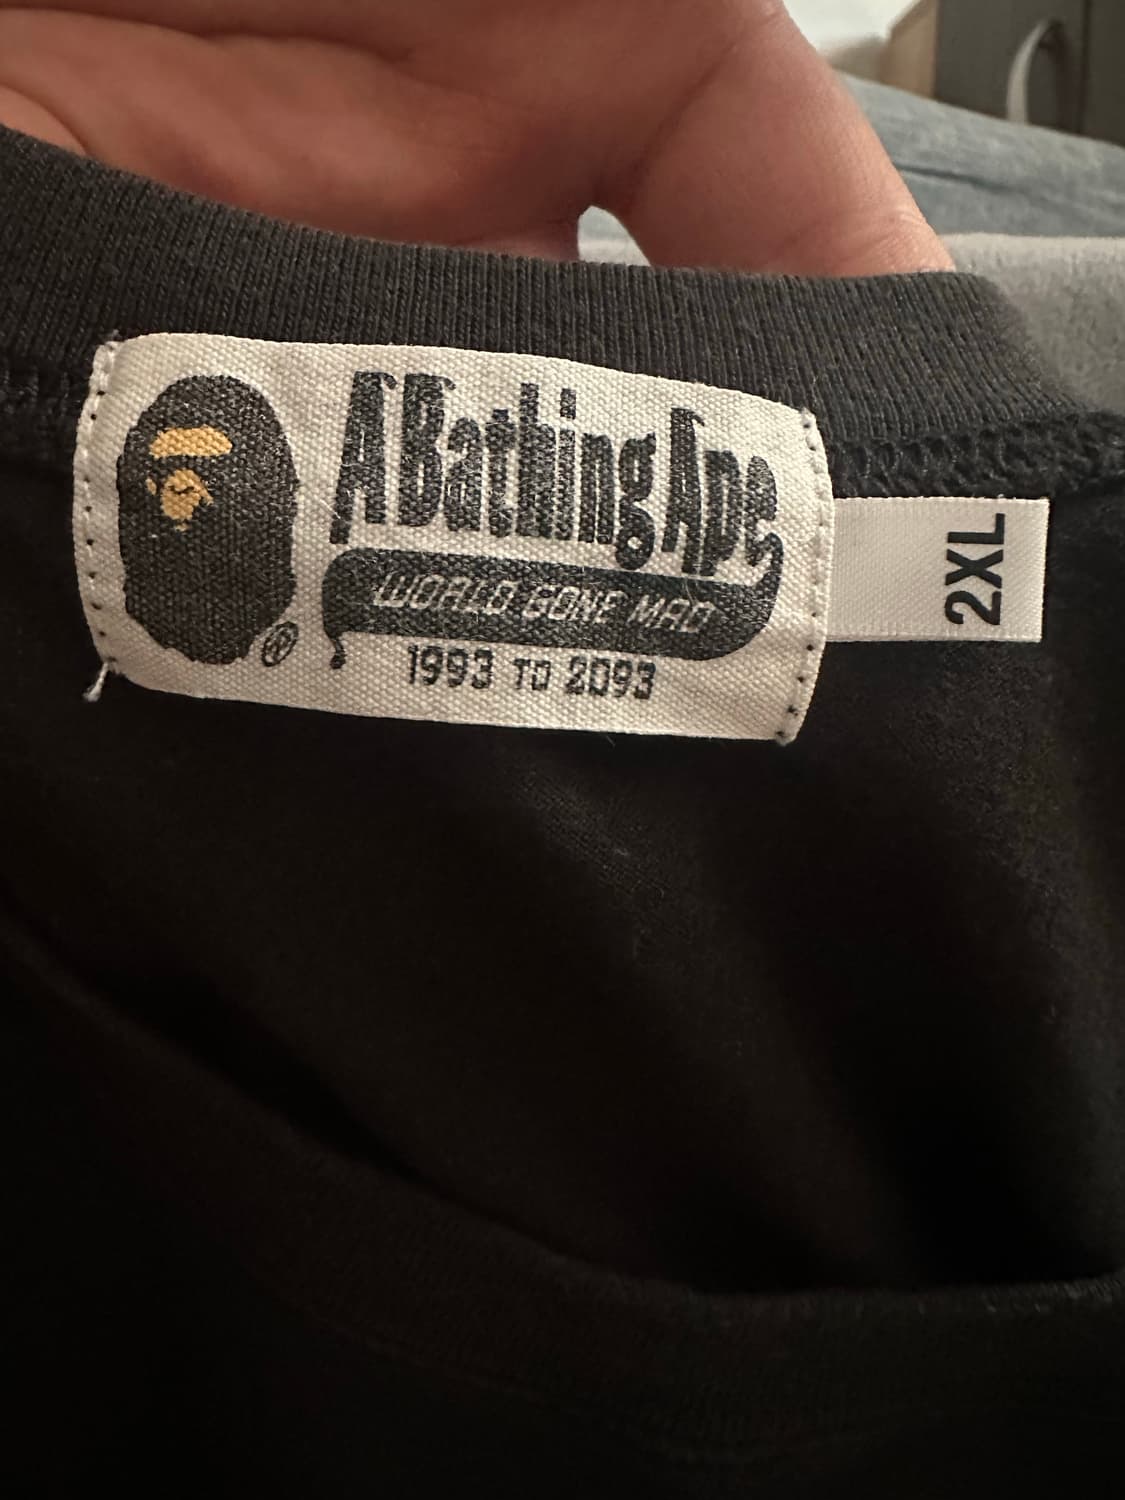 A Bathing Ape
WORLD GONE MAD
®
1993 TO 2093
2XL